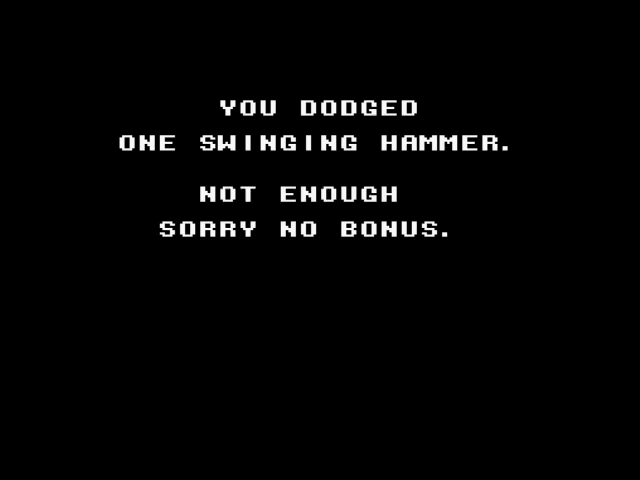 YOU DODGED
ONE SWINGING HAMMER.
NOT ENOUGH
SORRY NO BONUS.